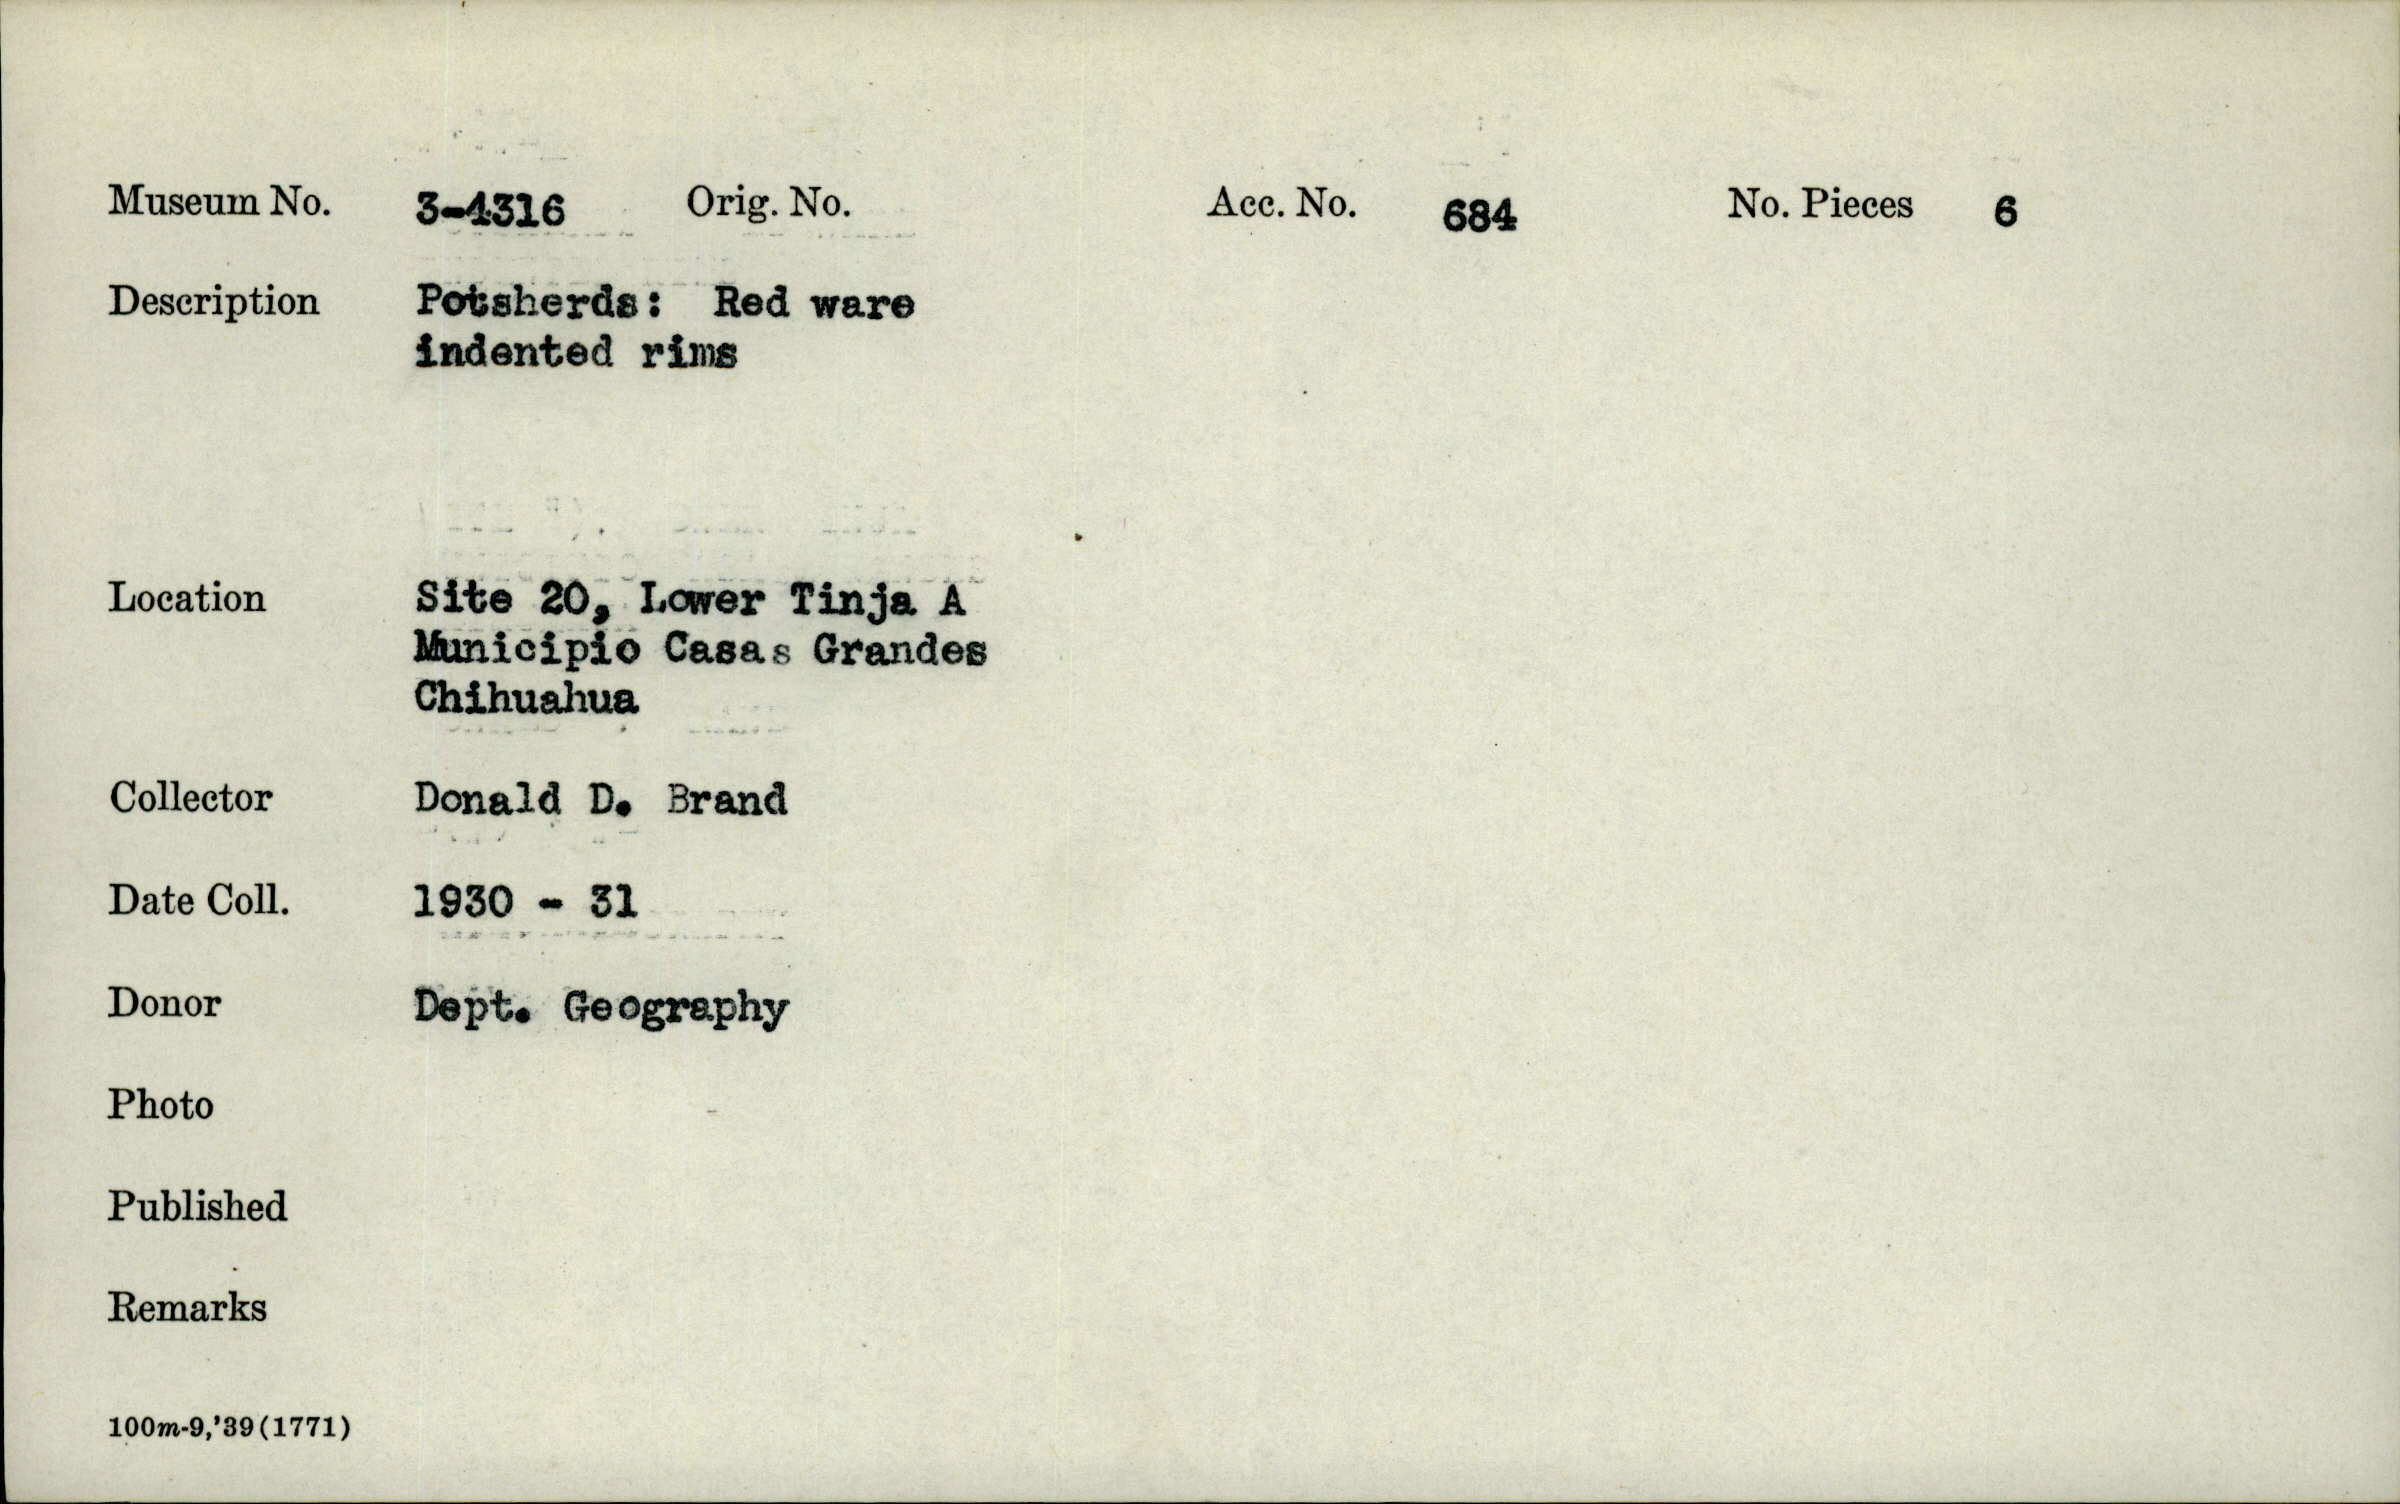 Museum No. 3-4316 Orig. No. Acc. No. 684 No. Pieces 6
Description Potsherds: Red ware
indented rims
Location Site 20, Lower Tinja A
Municipio Casas Grandes
Chihuahua
Collector Donald D. Brand
Date Coll. 1930 - 31
Donor Dept. Geography
Photo
Published
Remarks
100m-9,'39(1771)